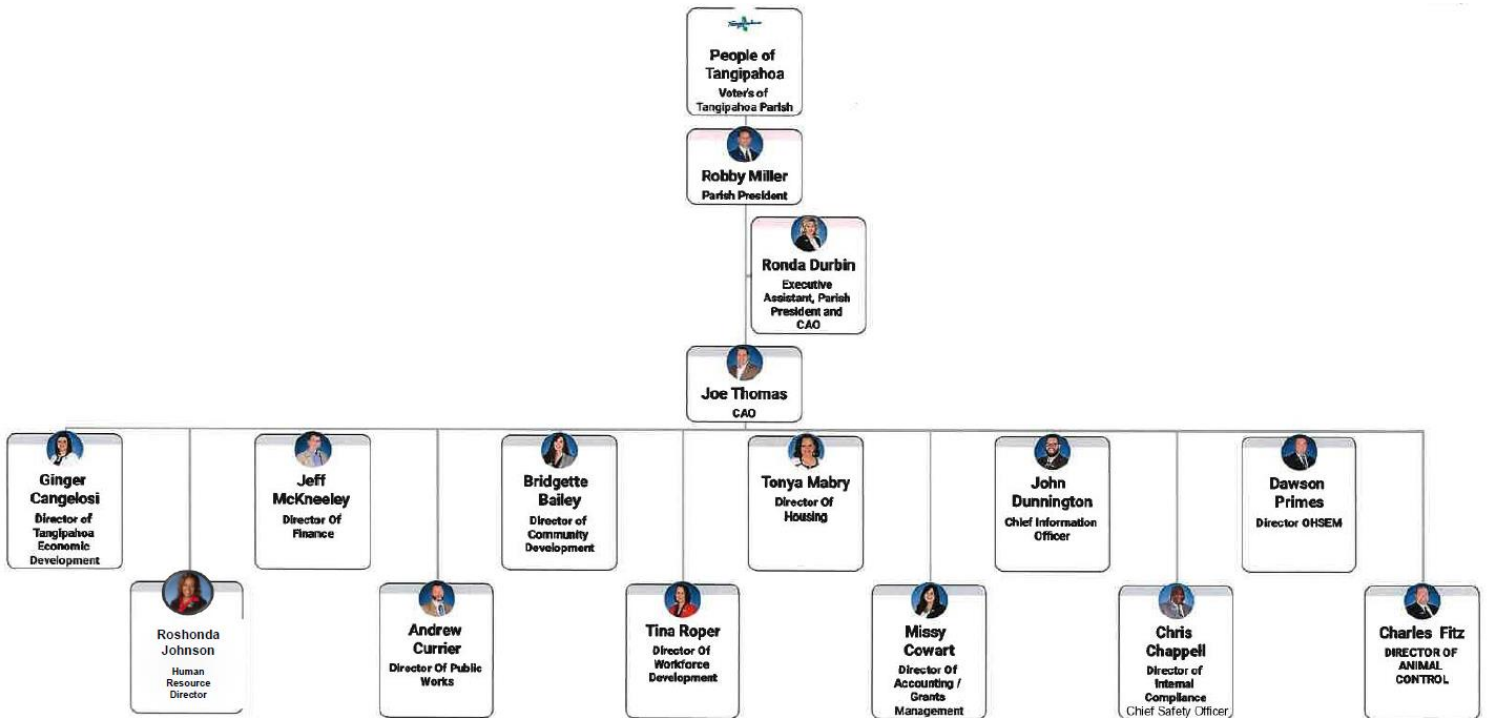 People of
Tangipahoa
Voter's of
Tangipahoa Parish
Robby Miller
Parish President
Ronda Durbin
Executive
Assistant, Parish
President and
CAO
Joe Thomas
CAO
Ginger
Cangelosi
Director of
Tangipahoa
Economic
Development
Roshonda
Johnson
Human
Resource
Director
Jeff
McKneeley
Director Of
Finance
Andrew
Currier
Director Of Public
Works
Bridgette
Bailey
Director of
Community
Development
Tina Roper
Director Of
Workforce
Development
Tonya Mabry
Director Of
Housing
Missy
Cowart
Director Of
Accounting /
Grants
Management
John
Dunnington
Chief Information
Officer
Chris
Chappell
Director of
Internal
Compliance
Chief Safety Officer
Dawson
Primes
Director OHSEM
Charles Fitz
DIRECTOR OF
ANIMAL
CONTROL